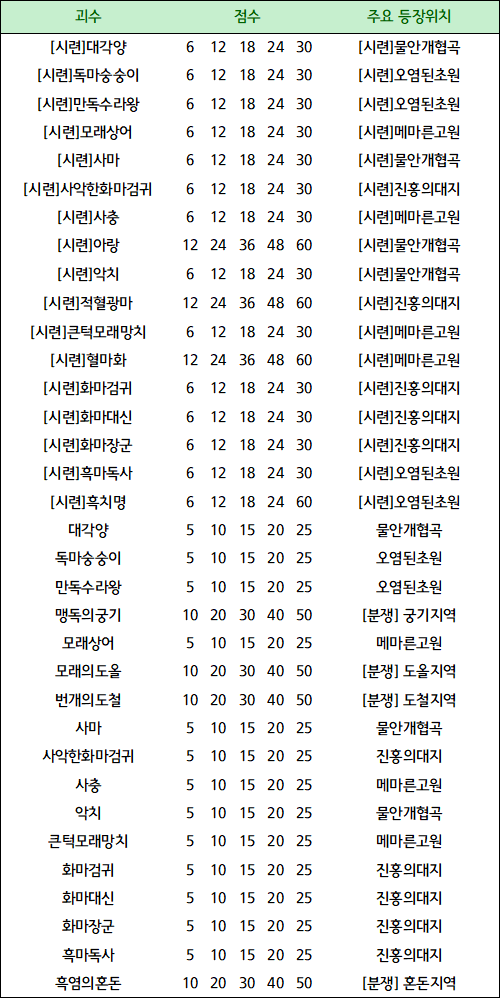 괴수 점수 주요 등장위치
[시련]대각양 6 12 18 24 30 [시련]물안개협곡
[시련]독마숭숭이 6 12 18 24 30 [시련]오염된초원
[시련]만독수라왕 6 12 18 24 30 [시련]오염된초원
[시련]모래상어 6 12 18 24 30 [시련]메마른고원
[시련]사마 6 12 18 24 30 [시련]물안개협곡
[시련]사악한화마검귀 6 12 18 24 30 [시련]진홍의대지
[시련]사충 6 12 18 24 30 [시련]메마른고원
[시련]아랑 12 24 36 48 60 [시련]물안개협곡
[시련]악치 6 12 18 24 30 [시련]물안개협곡
[시련]적혈광마 12 24 36 48 60 [시련]진홍의대지
[시련]큰턱모래망치 6 12 18 24 30 [시련]메마른고원
[시련]혈마화 12 24 36 48 60 [시련]메마른고원
[시련]화마검귀 6 12 18 24 30 [시련]진홍의대지
[시련]화마대신 6 12 18 24 30 [시련]진홍의대지
[시련]화마장군 6 12 18 24 30 [시련]진홍의대지
[시련]흑마독사 6 12 18 24 30 [시련]오염된초원
[시련]흑치명 6 12 18 24 60 [시련]오염된초원
대각양 5 10 15 20 25 물안개협곡
독마숭숭이 5 10 15 20 25 오염된초원
만독수라왕 5 10 15 20 25 오염된초원
맹독의궁기 10 20 30 40 50 [분쟁] 궁기지역
모래상어 5 10 15 20 25 메마른고원
모래의도올 10 20 30 40 50 [분쟁] 도올지역
번개의도철 10 20 30 40 50 [분쟁] 도철지역
사마 5 10 15 20 25 물안개협곡
사악한화마검귀 5 10 15 20 25 진홍의대지
사충 5 10 15 20 25 메마른고원
악치 5 10 15 20 25 물안개협곡
큰턱모래망치 5 10 15 20 25 메마른고원
화마검귀 5 10 15 20 25 진홍의대지
화마대신 5 10 15 20 25 진홍의대지
화마장군 5 10 15 20 25 진홍의대지
흑마독사 5 10 15 20 25 진홍의대지
흑염의혼돈 10 20 30 40 50 [분쟁] 혼돈지역